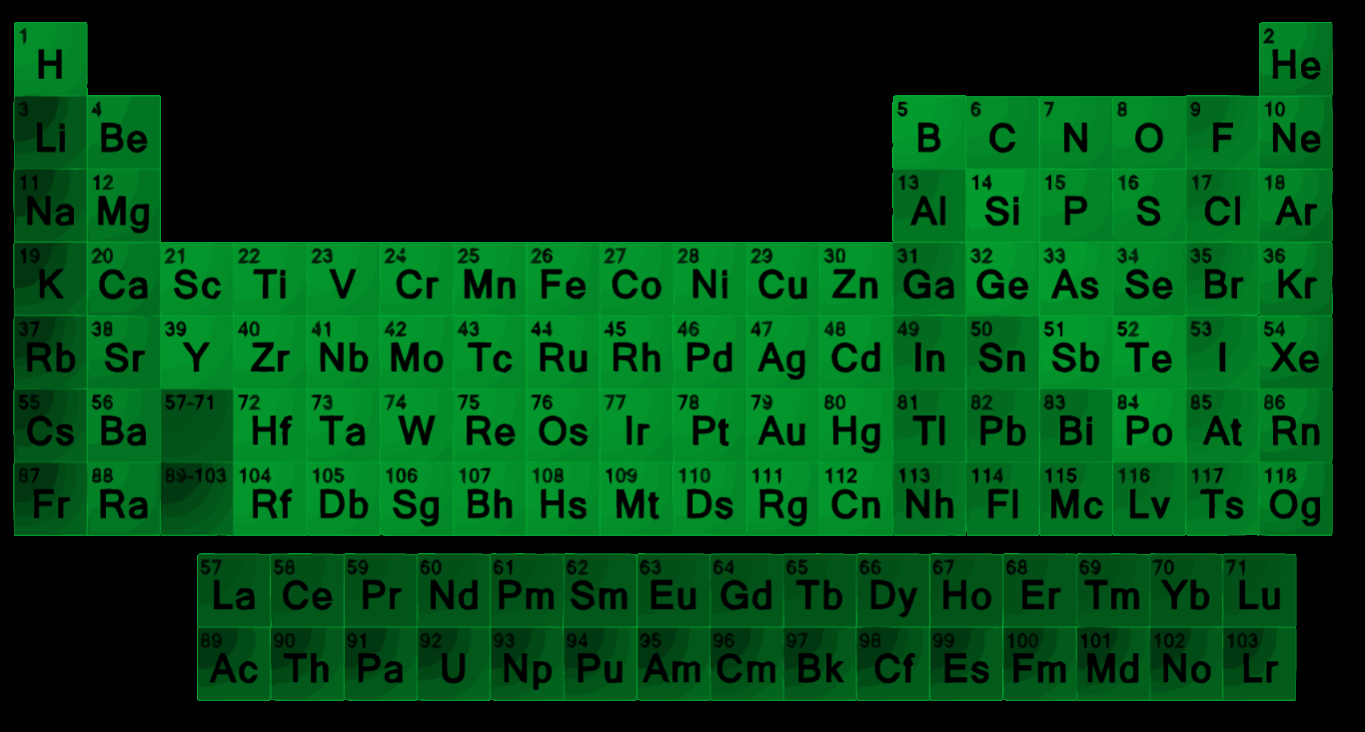 1 2
H He
3 4 5 6 7 8 9 10
Li Be B C N O F Ne
11 12 13 14 15 16 17 18
Na Mg Al Si P S Cl Ar
19 20 21 22 23 24 25 26 27 28 29 30 31 32 33 34 35 36
K Ca Sc Ti V Cr Mn Fe Co Ni Cu Zn Ga Ge As Se Br Kr
37 38 39 40 41 42 43 44 45 46 47 48 49 50 51 52 53 54
Rb Sr Y Zr Nb Mo Tc Ru Rh Pd Ag Cd In Sn Sb Te I Xe
55 56 57-71 72 73 74 75 76 77 78 79 80 81 82 83 84 85 86
Cs Ba Hf Ta W Re Os Ir Pt Au Hg Tl Pb Bi Po At Rn
87 88 89-103 104 105 106 107 108 109 110 111 112 113 114 115 116 117 118
Fr Ra Rf Db Sg Bh Hs Mt Ds Rg Cn Nh Fl Mc Lv Ts Og
57 58 59 60 61 62 63 64 65 66 67 68 69 70 71
La Ce Pr Nd Pm Sm Eu Gd Tb Dy Ho Er Tm Yb Lu
89 90 91 92 93 94 95 96 97 98 99 100 101 102 103
Ac Th Pa U Np Pu Am Cm Bk Cf Es Fm Md No Lr